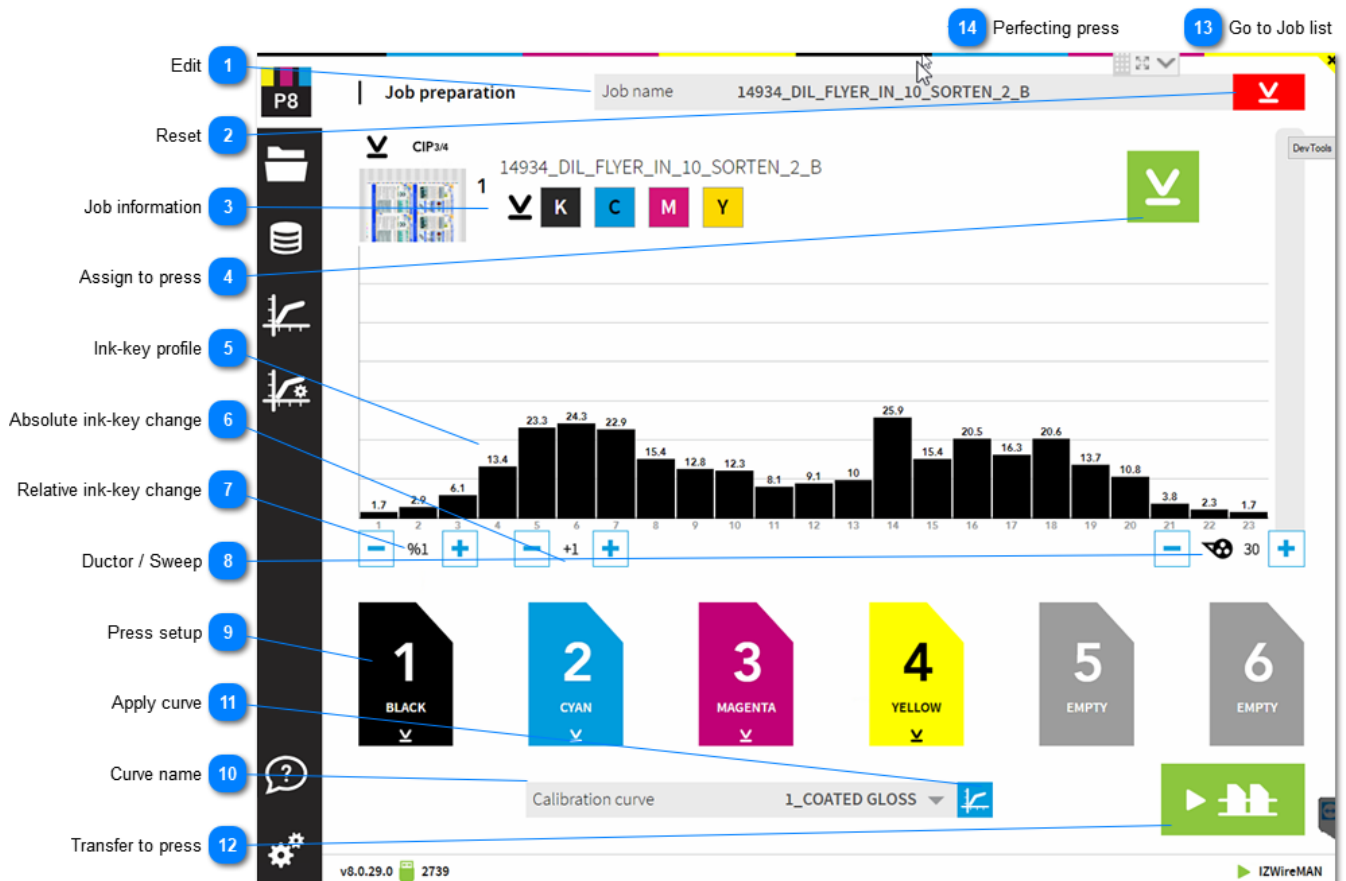 14 Perfecting press
13 Go to Job list
Edit 1
P8
Job preparation
Job name 14934_DIL_FLYER_IN_10_SORTEN_2_B
Reset 2
CIP3/4
DevTools
14934_DIL_FLYER_IN_10_SORTEN_2_B
1
Job information 3
K C M Y
Assign to press 4
Ink-key profile 5
Absolute ink-key change 6
Relative ink-key change 7
1.7 2.9 6.1 13.4 23.3 24.3 22.9 15.4 12.8 12.3 8.1 9.1 10 25.9 15.4 20.5 16.3 20.6 13.7 10.8 3.8 2.3 1.7
1 2 3 4 5 6 7 8 9 10 11 12 13 14 15 16 17 18 19 20 21 22 23
%1 +1 30
Ductor / Sweep 8
Press setup 9
1 2 3 4 5 6
BLACK CYAN MAGENTA YELLOW EMPTY EMPTY
Apply curve 11
Curve name 10
Calibration curve 1_COATED GLOSS
Transfer to press 12
v8.0.29.0 2739
IZWireMAN